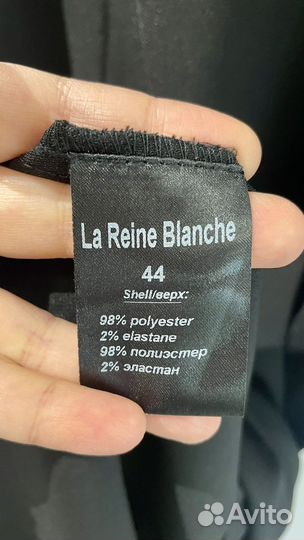 La Reine Blanche
44
Shell/верх:
98% polyester
2% elastane
98% полиэстер
2% эластан
Avito